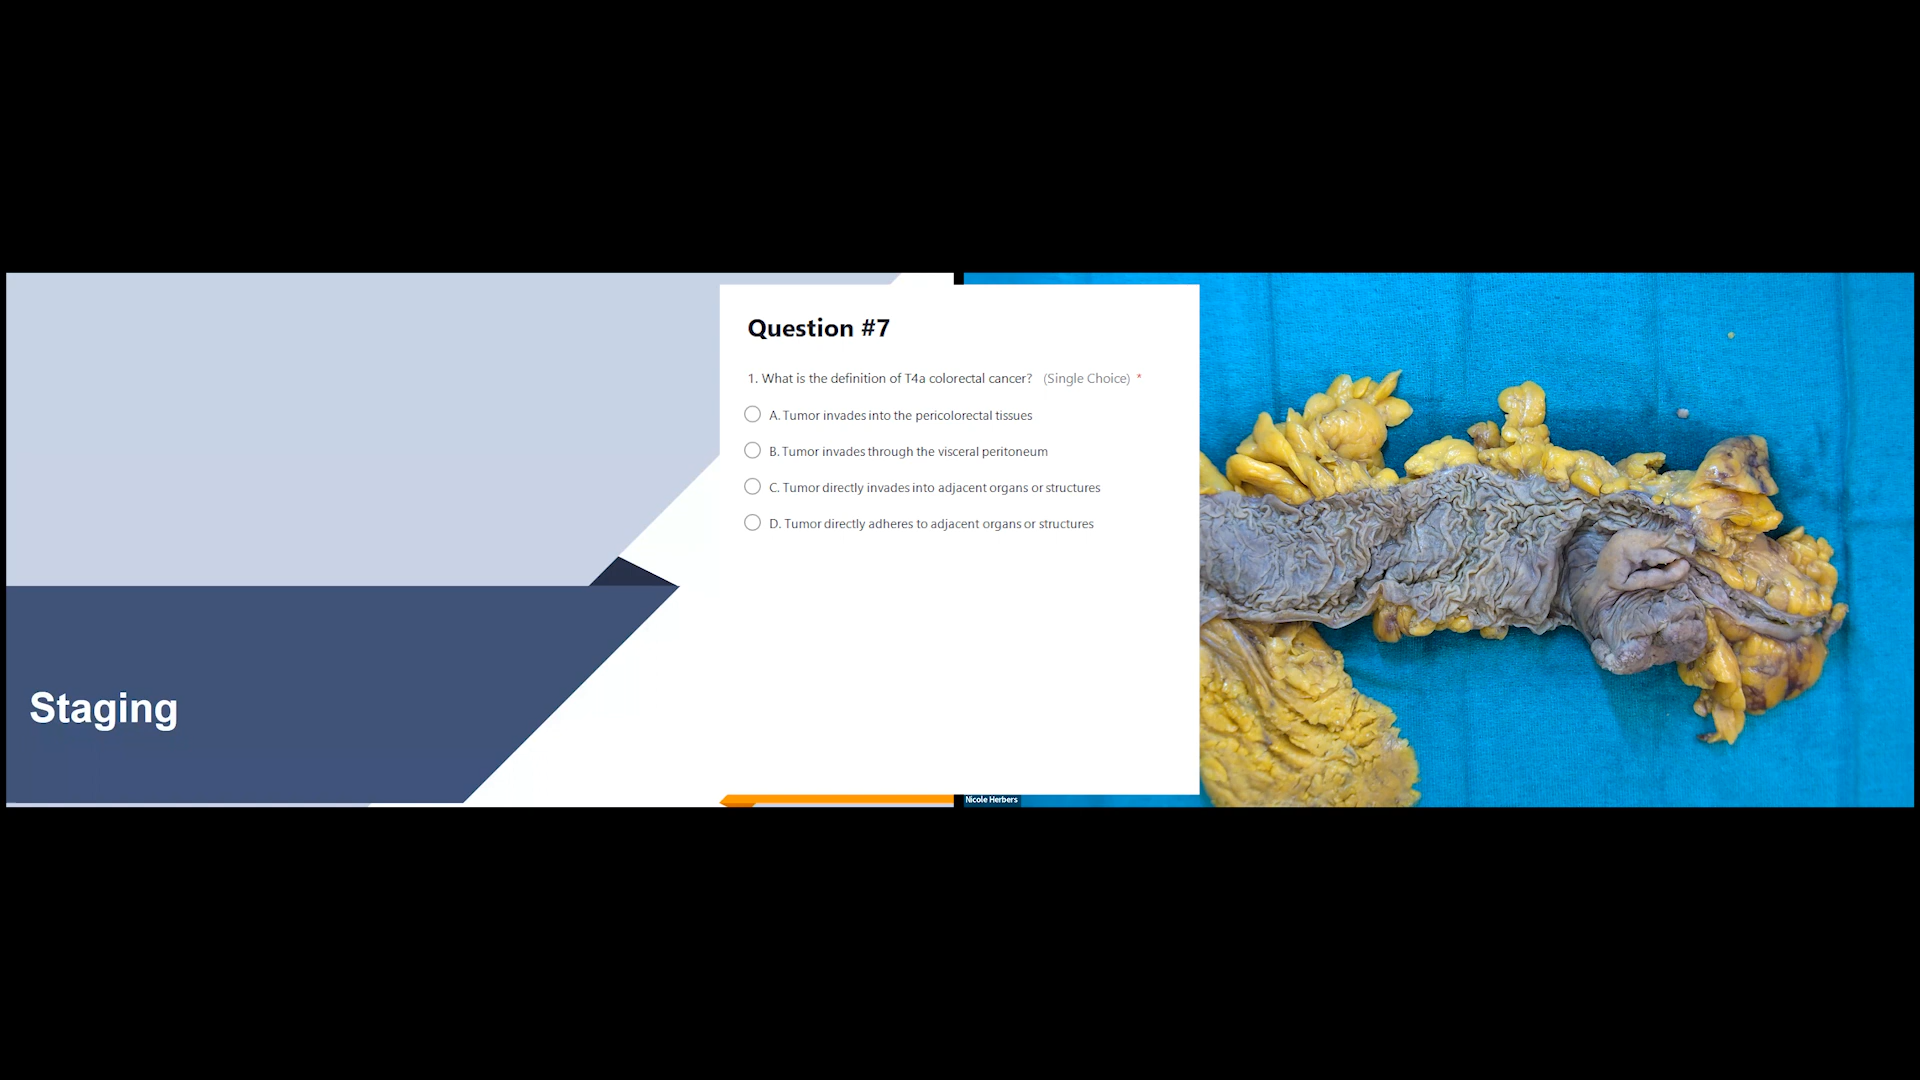 Staging
Question #7
1. What is the definition of T4a colorectal cancer? (Single Choice) *
A. Tumor invades into the pericolorectal tissues
B. Tumor invades through the visceral peritoneum
C. Tumor directly invades into adjacent organs or structures
D. Tumor directly adheres to adjacent organs or structures
Nicole Herbers